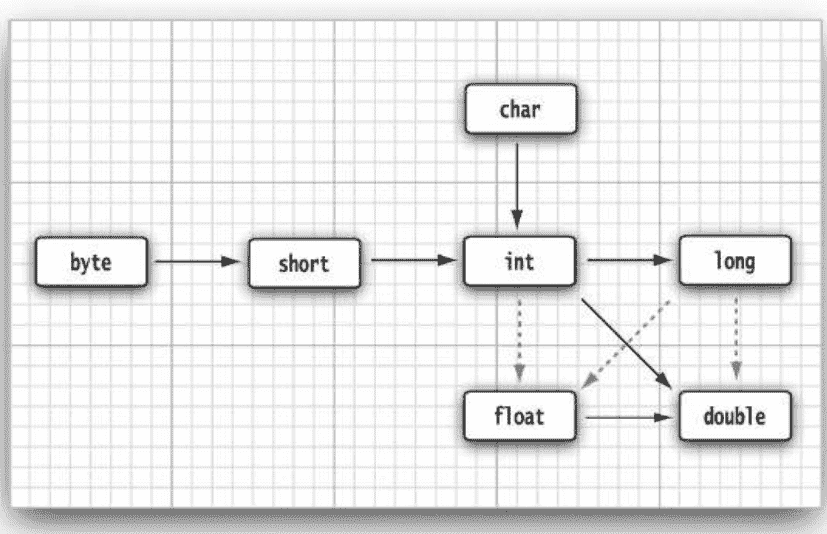 char
byte
short
int
long
float
double